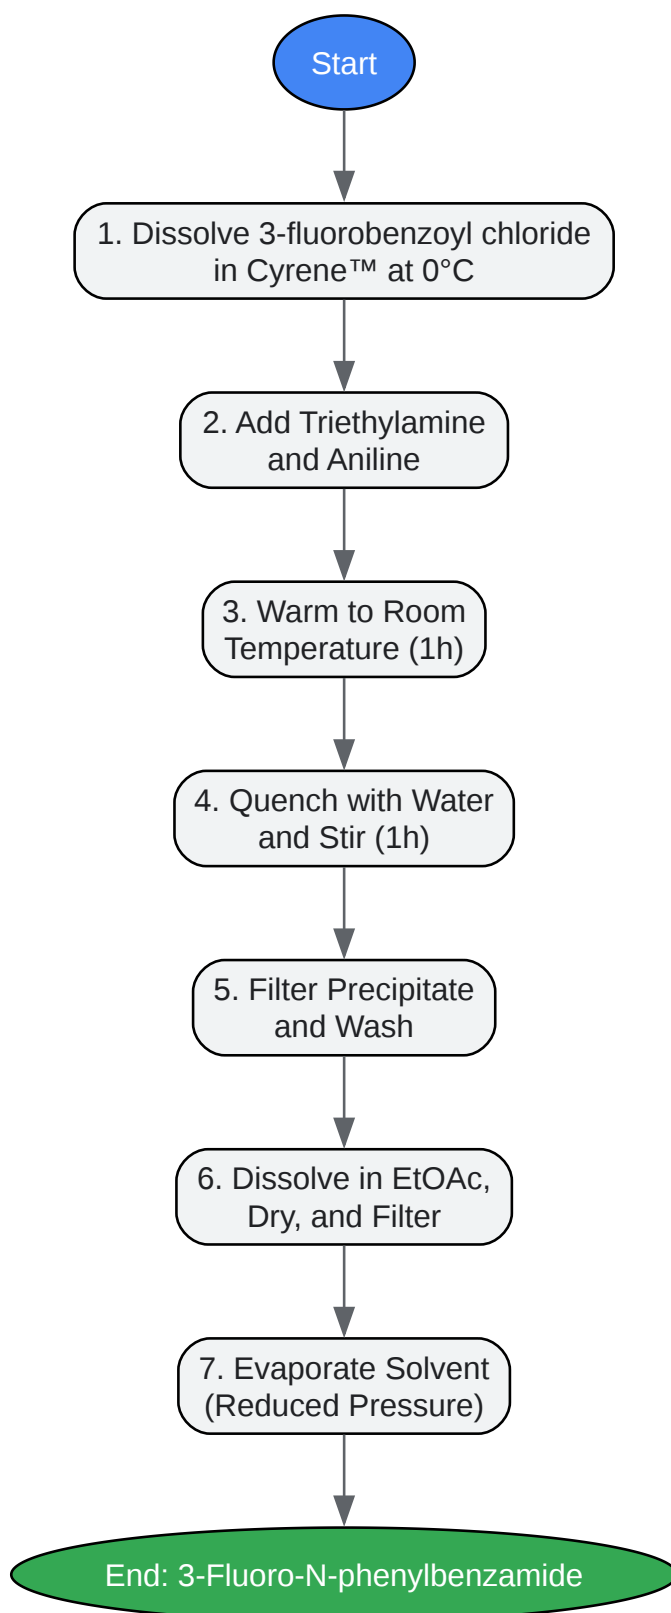 Start
1. Dissolve 3-fluorobenzoyl chloride
in Cyrene™ at 0°C
2. Add Triethylamine
and Aniline
3. Warm to Room
Temperature (1h)
4. Quench with Water
and Stir (1h)
5. Filter Precipitate
and Wash
6. Dissolve in EtOAc,
Dry, and Filter
7. Evaporate Solvent
(Reduced Pressure)
End: 3-Fluoro-N-phenylbenzamide